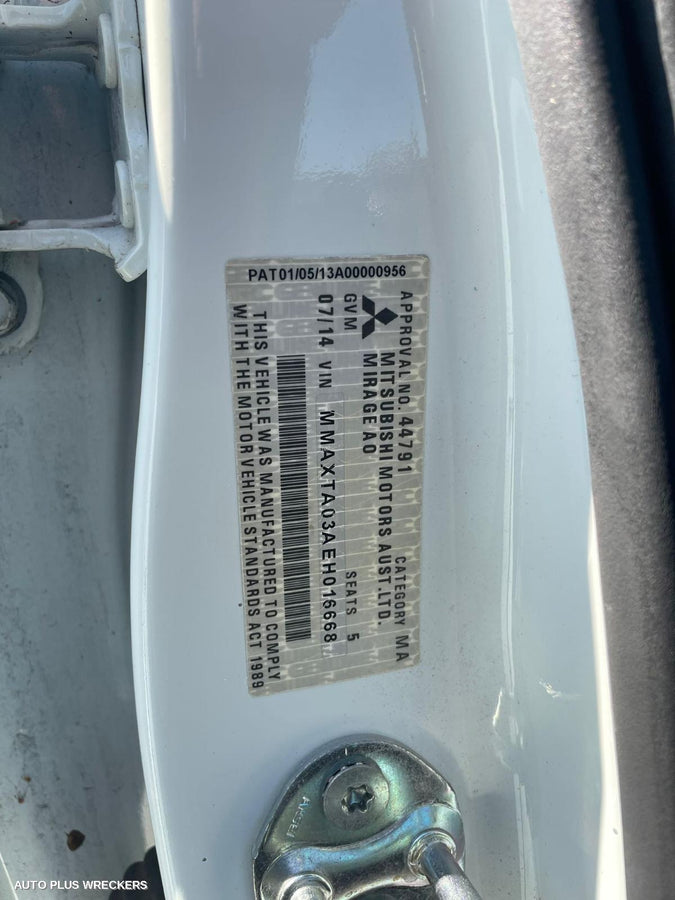 PAT01/05/13A00000956
APPROVAL NO. 44791 CATEGORY MA
MITSUBISHI MOTORS AUST.LTD.
MIRAGE/A0
GVM SEATS 5
07/14 VIN MMAXTA03AEH016668
THIS VEHICLE WAS MANUFACTURED TO COMPLY
WITH THE MOTOR VEHICLE STANDARDS ACT 1989
AUTO PLUS WRECKERS